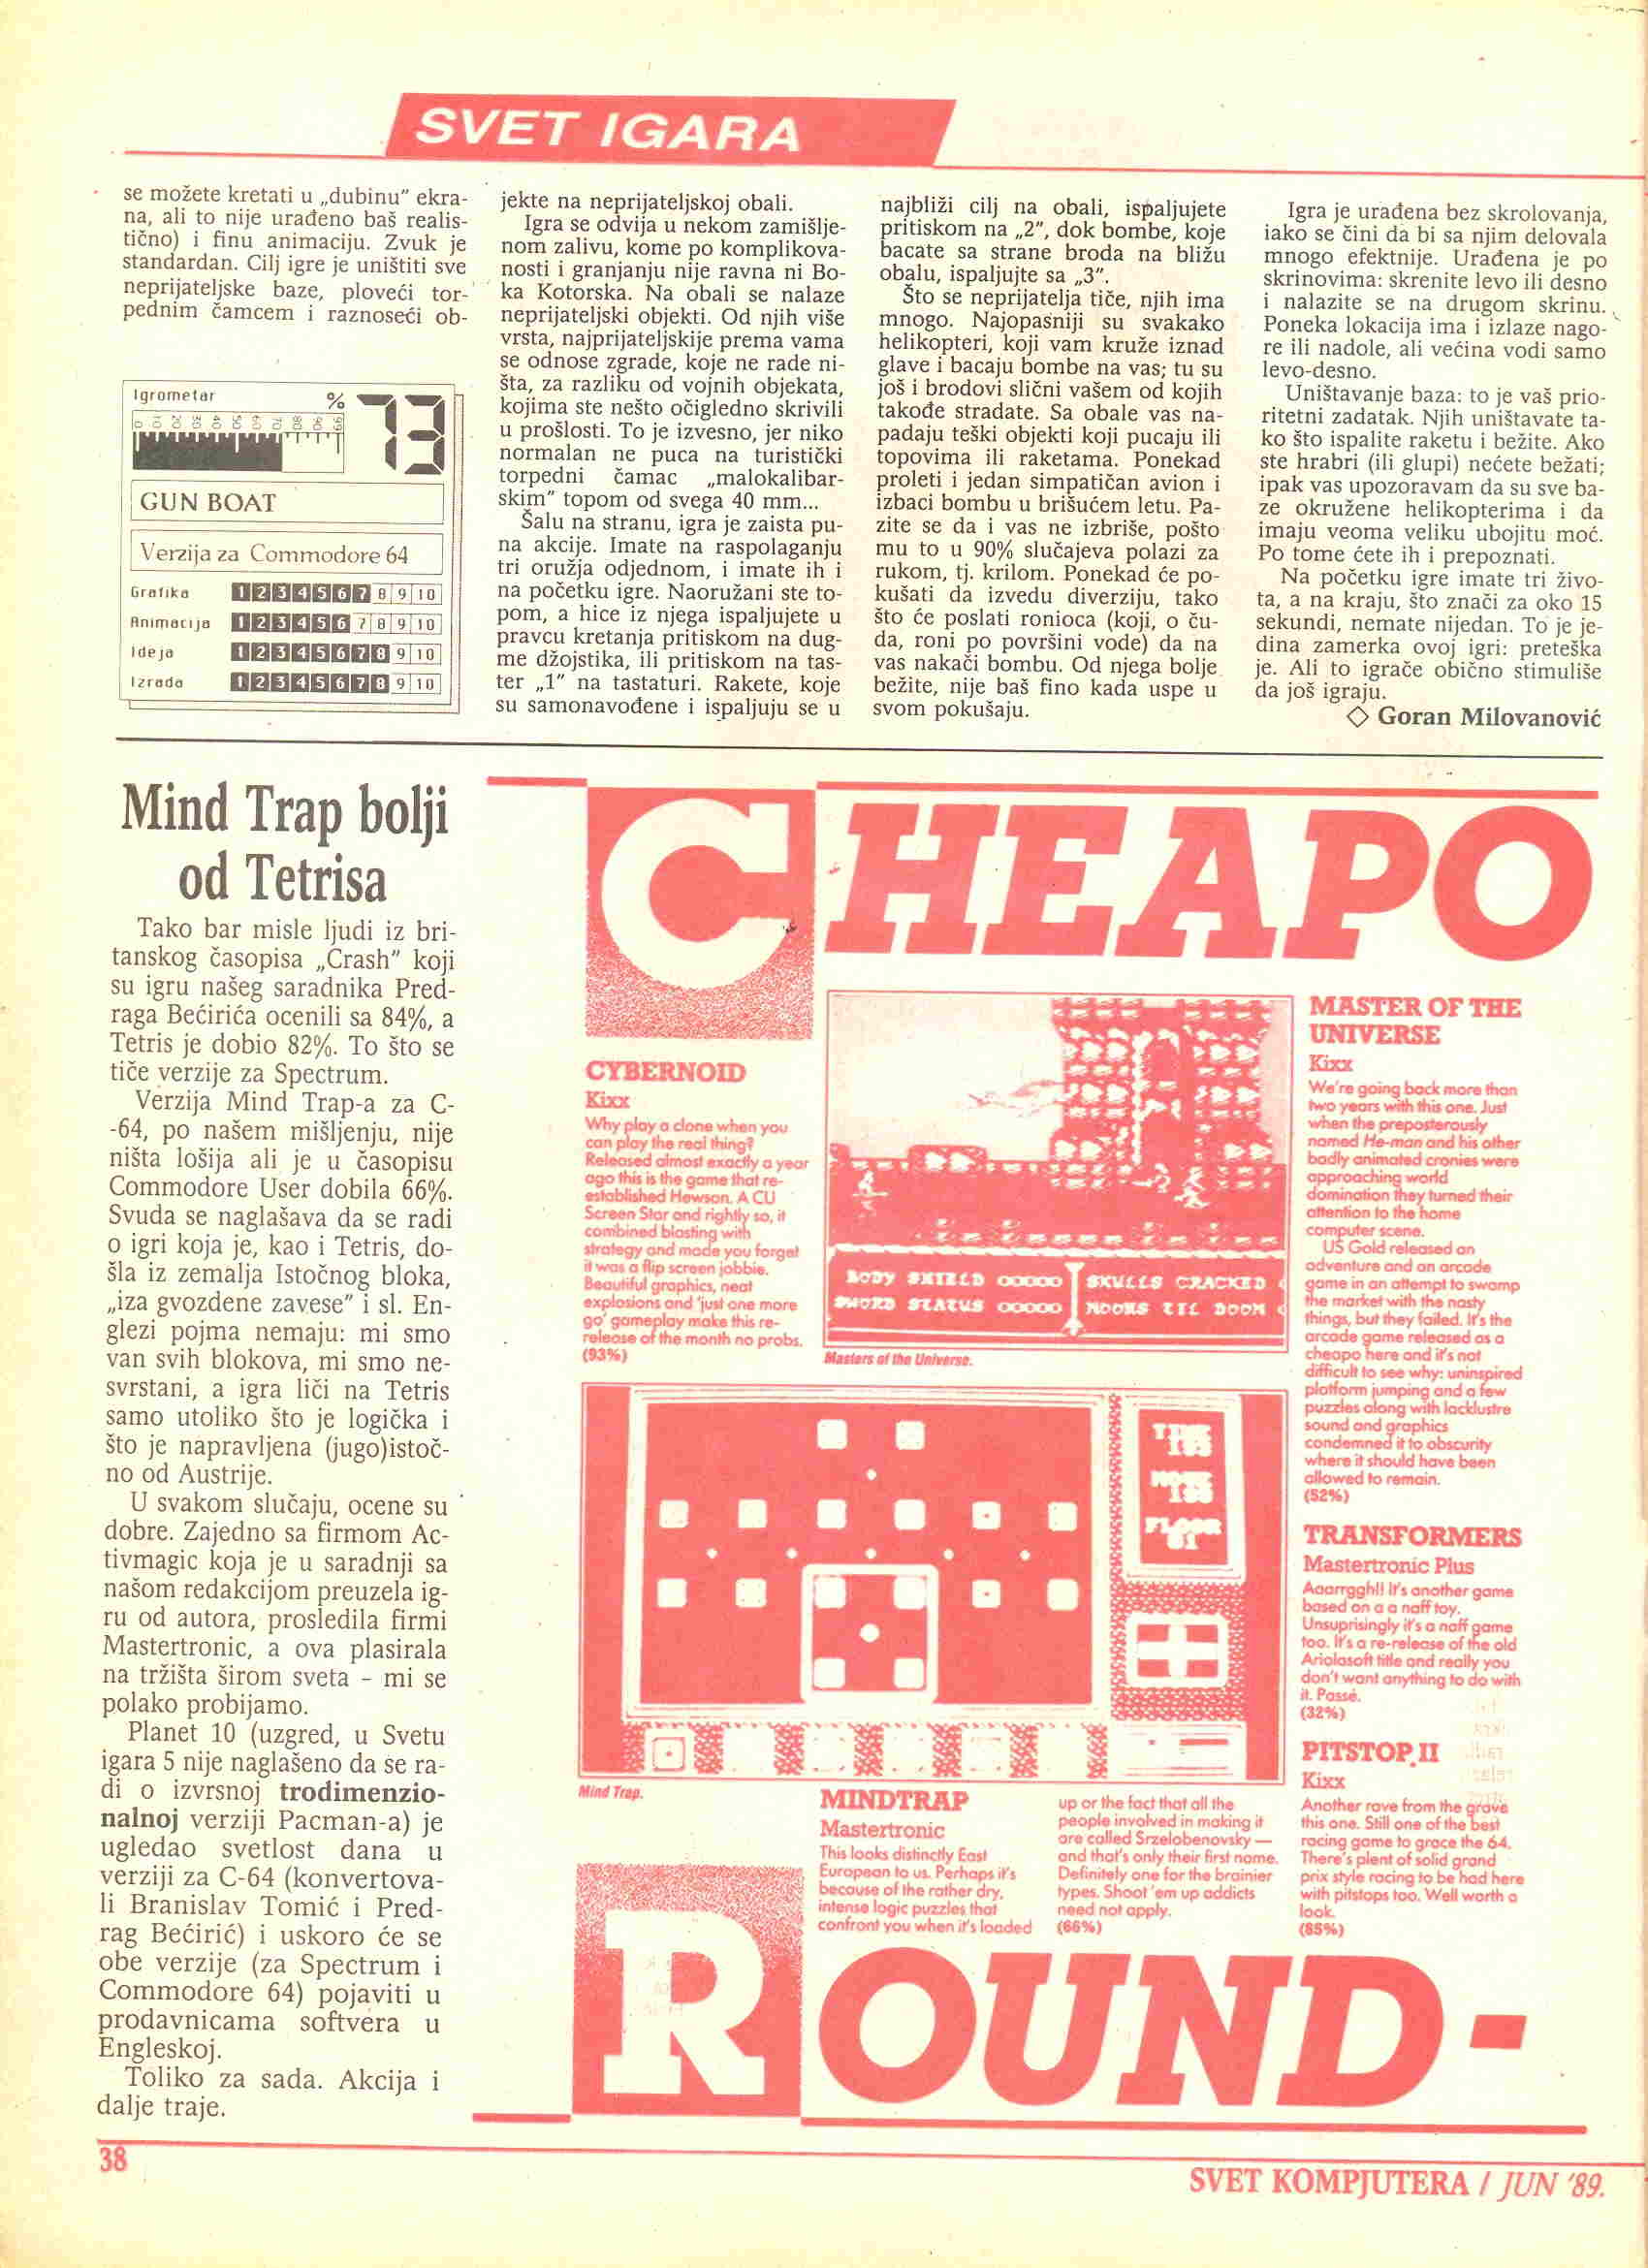 SVET IGARA
se možete kretati u „dubinu" ekra-
na, ali to nije urađeno baš realis-
tično) i finu animaciju. Zvuk je
standardan. Cilj igre je uništiti sve
neprijateljske baze, ploveći tor-
pednim čamcem i raznoseći ob-
Igrometar
%
73
GUN BOAT
Verzija za Commodore 64
Grafika 1 2 3 4 5 6 7 8 9 10
Animacija 1 2 3 4 5 6 7 8 9 10
Ideja 1 2 3 4 5 6 7 8 9 10
Izrada 1 2 3 4 5 6 7 8 9 10
jekte na neprijateljskoj obali.
Igra se odvija u nekom zamišlje-
nom zalivu, kome po komplikova-
nosti i granjanju nije ravna ni Bo-
ka Kotorska. Na obali se nalaze
neprijateljski objekti. Od njih više
vrsta, najprijateljskije prema vama
se odnose zgrade, koje ne rade ni-
šta, za razliku od vojnih objekata,
kojima ste nešto očigledno skrivili
u prošlosti. To je izvesno, jer niko
normalan ne puca na turistički
torpedni čamac „malokalibar-
skim" topom od svega 40 mm...
Šalu na stranu, igra je zaista pu-
na akcije. Imate na raspolaganju
tri oružja odjednom, i imate ih i
na početku igre. Naoružani ste to-
pom, a hice iz njega ispaljujete u
pravcu kretanja pritiskom na dug-
me džojstika, ili pritiskom na tas-
ter „1" na tastaturi. Rakete, koje
su samonavođene i ispaljuju se u
najbliži cilj na obali, ispaljujete
pritiskom na „2", dok bombe, koje
bacate sa strane broda na bližu
obalu, ispaljujte sa „3".
Što se neprijatelja tiče, njih ima
mnogo. Najopasniji su svakako
helikopteri, koji vam kruže iznad
glave i bacaju bombe na vas; tu su
još i brodovi slični vašem od kojih
takođe stradate. Sa obale vas na-
padaju teški objekti koji pucaju ili
topovima ili raketama. Ponekad
proleti i jedan simpatičan avion i
izbaci bombu u brišućem letu. Pa-
zite se da i vas ne izbriše, pošto
mu to u 90% slučajeva polazi za
rukom, tj. krilom. Ponekad će po-
kušati da izvedu diverziju, tako
što će poslati ronioca (koji, o ču-
da, roni po površini vode) da na
vas nakači bombu. Od njega bolje
bežite, nije baš fino kada uspe u
svom pokušaju.
Igra je urađena bez skrolovanja,
iako se čini da bi sa njim delovala
mnogo efektnije. Urađena je po
skrinovima: skrenite levo ili desno
i nalazite se na drugom skrinu.
Poneka lokacija ima i izlaze nago-
re ili nadole, ali većina vodi samo
levo-desno.
Uništavanje baza: to je vaš prio-
ritetni zadatak. Njih uništavate ta-
ko što ispalite raketu i bežite. Ako
ste hrabri (ili glupi) nećete bežati;
ipak vas upozoravam da su sve ba-
ze okružene helikopterima i da
imaju veoma veliku ubojitu moć.
Po tome ćete ih i prepoznati.
Na početku igre imate tri živo-
ta, a na kraju, što znači za oko 15
sekundi, nemate nijedan. To je je-
dina zamerka ovoj igri: preteška
je. Ali to igrače obično stimuliše
da još igraju.
◇ Goran Milovanović
Mind Trap bolji
od Tetrisa
Tako bar misle ljudi iz bri-
tanskog časopisa „Crash" koji
su igru našeg saradnika Pred-
raga Bećirića ocenili sa 84%, a
Tetris je dobio 82%. To što se
tiče verzije za Spectrum.
Verzija Mind Trap-a za C-
-64, po našem mišljenju, nije
ništa lošija ali je u časopisu
Commodore User dobila 66%.
Svuda se naglašava da se radi
o igri koja je, kao i Tetris, do-
šla iz zemalja Istočnog bloka,
„iza gvozdene zavese" i sl. En-
glezi pojma nemaju: mi smo
van svih blokova, mi smo ne-
svrstani, a igra liči na Tetris
samo utoliko što je logička i
što je napravljena (jugo)istoč-
no od Austrije.
U svakom slučaju, ocene su
dobre. Zajedno sa firmom Ac-
tivmagic koja je u saradnji sa
našom redakcijom preuzela ig-
ru od autora, prosledila firmi
Mastertronic, a ova plasirala
na tržišta širom sveta - mi se
polako probijamo.
Planet 10 (uzgred, u Svetu
igara 5 nije naglašeno da se ra-
di o izvrsnoj trodimenzio-
nalnoj verziji Pacman-a) je
ugledao svetlost dana u
verziji za C-64 (konvertova-
li Branislav Tomić i Pred-
rag Bećirić) i uskoro će se
obe verzije (za Spectrum i
Commodore 64) pojaviti u
prodavnicama softvera u
Engleskoj.
Toliko za sada. Akcija i
dalje traje.
CHEAPO
CYBERNOID
Kixx
Why play a clone when you
can play the real thing?
Released almost exactly a year
ago this is the game that re-
established Hewson. A CU
Screen Star and rightly so, it
combined blasting with
strategy and made you forget
it was a flip screen jobbie.
Beautiful graphics, neat
explosions and 'just one more
go' gameplay make this re-
release of the month no probs.
(93%)
BODY SHIELD OOOOO SKULLS CRACKED
SWORD STATUS OOOOO MOONS TIL DOOM
Masters of the Universe.
TIME
FLOOR
Mind Trap.
MINDTRAP
Mastertronic
This looks distinctly East
European to us. Perhaps it's
because of the rather dry,
intense logic puzzles that
confront you when it's loaded
up or the fact that all the
people involved in making it
are called Srzelobenovsky —
and that's only their first name.
Definitely one for the brainier
types. Shoot 'em up addicts
need not apply.
(66%)
MASTER OF THE
UNIVERSE
Kixx
We're going back more than
two years with this one. Just
when the preposterously
named He-man and his other
badly animated cronies were
approaching world
domination they turned their
attention to the home
computer scene.
US Gold released an
adventure and an arcade
game in an attempt to swamp
the market with the nasty
things, but they failed. It's the
arcade game released as a
cheapo here and it's not
difficult to see why: uninspired
platform jumping and a few
puzzles along with lacklustre
sound and graphics
condemned it to obscurity
where it should have been
allowed to remain.
(52%)
TRANSFORMERS
Mastertronic Plus
Aaarrgghl! It's another game
based on a a naff toy.
Unsuprisingly it's a naff game
too. It's a re-release of the old
Ariolasoft title and really you
don't want anything to do with
it. Passé.
(32%)
PITSTOP II
Kixx
Another rave from the grave
this one. Still one of the best
racing game to grace the 64.
There's plent of solid grand
prix style racing to be had here
with pitstops too. Well worth a
look.
(85%)
ROUND-
38
SVET KOMPJUTERA / JUN '89.